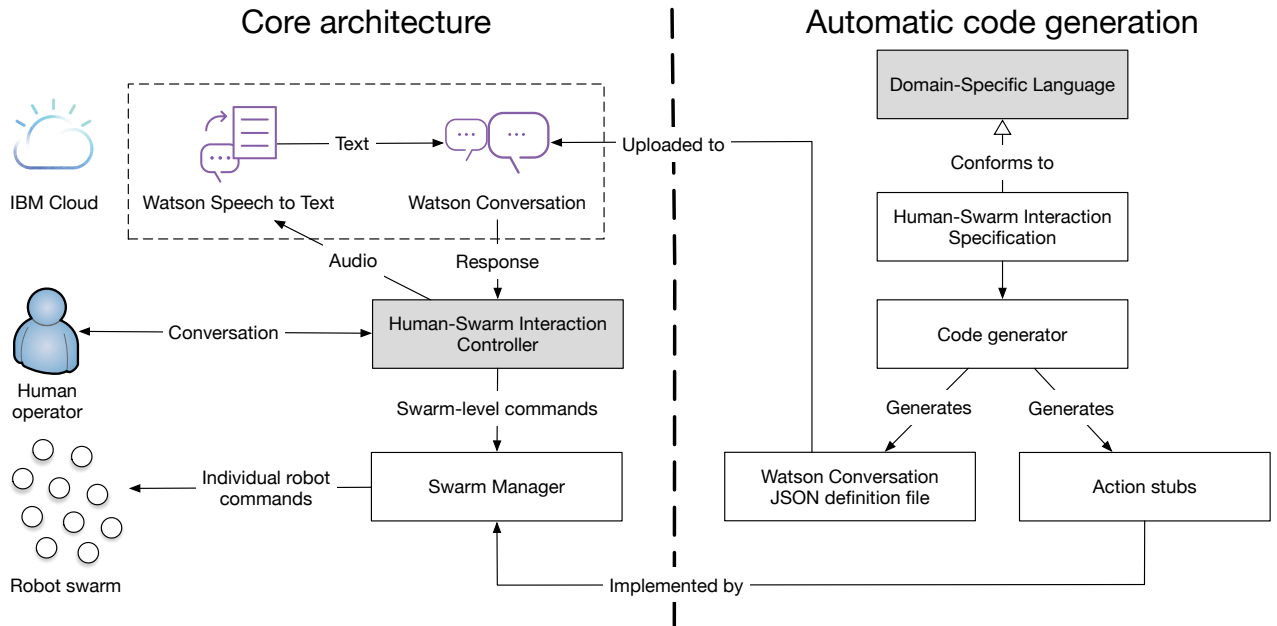 Core architecture
Automatic code generation
Domain-Specific Language
Text
Uploaded to
Conforms to
IBM Cloud
Watson Speech to Text
Watson Conversation
Human-Swarm Interaction
Specification
Audio
Response
Conversation
Human-Swarm Interaction
Controller
Code generator
Human
operator
Swarm-level commands
Generates
Generates
Individual robot
commands
Swarm Manager
Watson Conversation
JSON definition file
Action stubs
Robot swarm
Implemented by